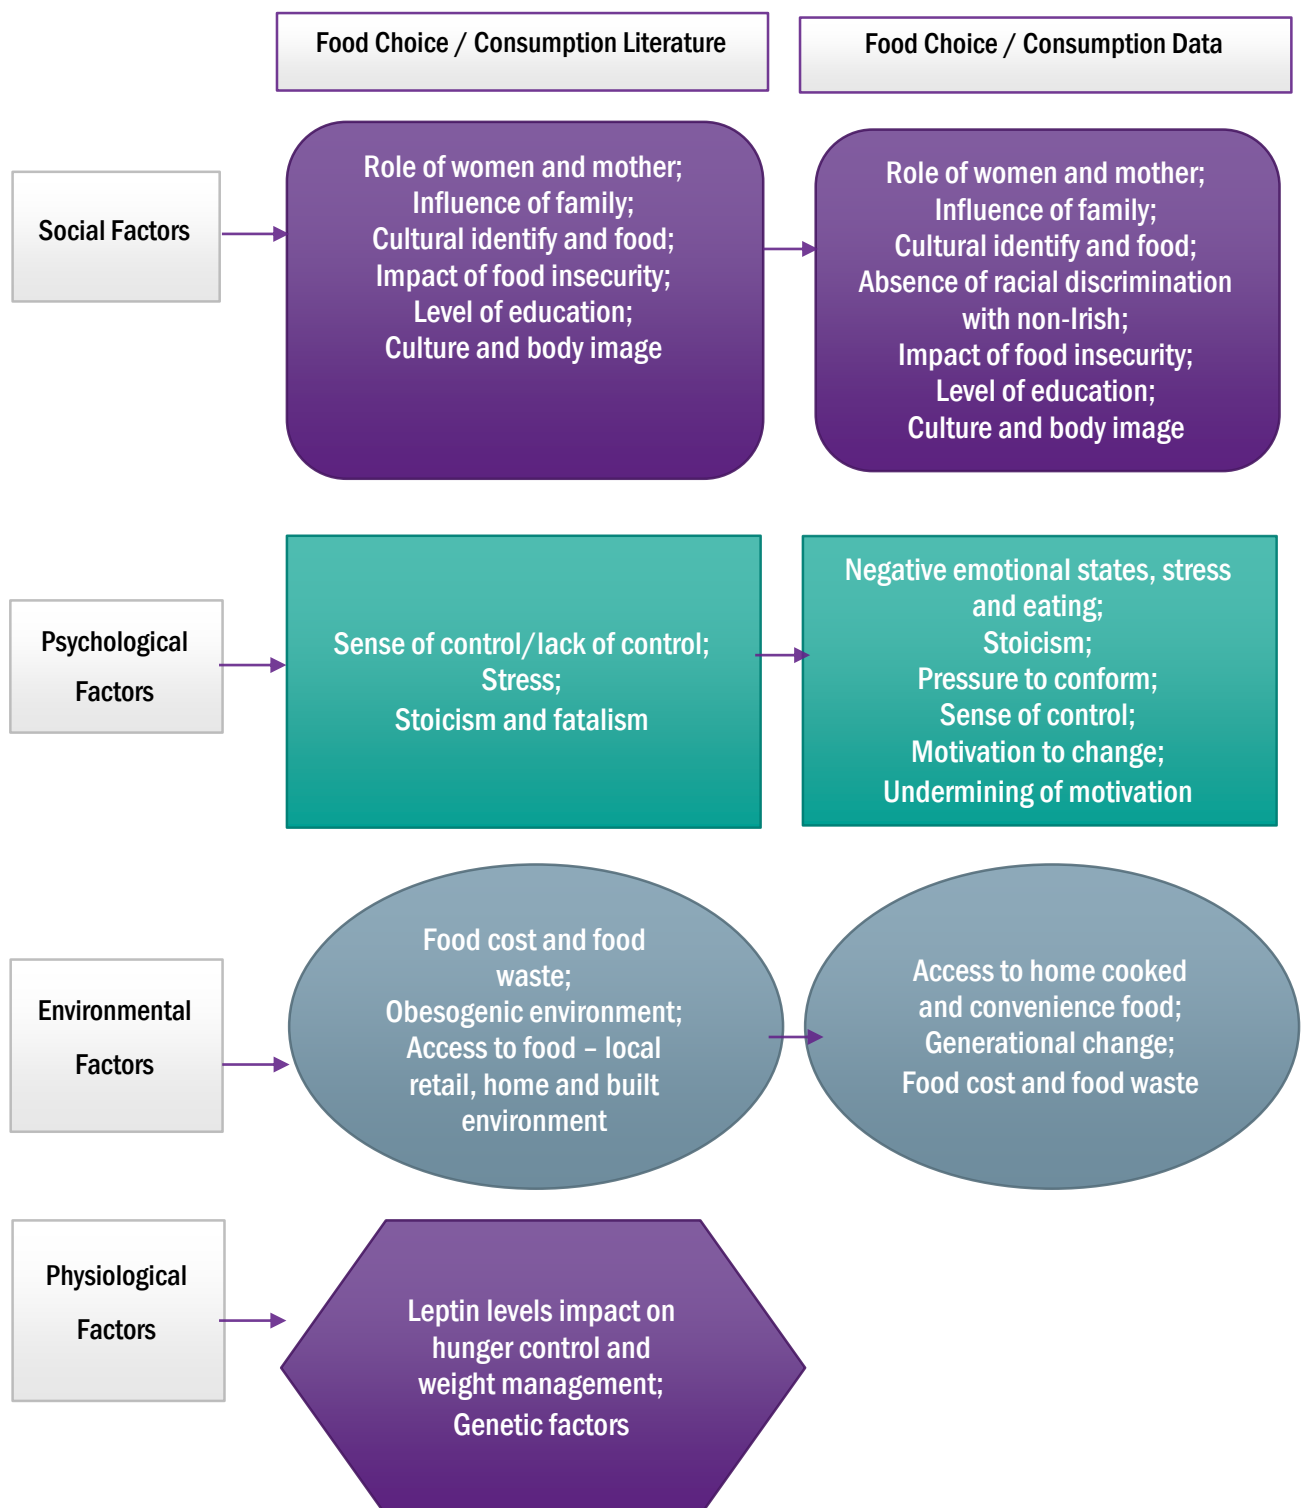 Food Choice / Consumption Literature
Food Choice / Consumption Data
Social Factors
Role of women and mother;
Influence of family;
Cultural identify and food;
Impact of food insecurity;
Level of education;
Culture and body image
Role of women and mother;
Influence of family;
Cultural identify and food;
Absence of racial discrimination
with non-Irish;
Impact of food insecurity;
Level of education;
Culture and body image
Psychological
Factors
Sense of control/lack of control;
Stress;
Stoicism and fatalism
Negative emotional states, stress
and eating;
Stoicism;
Pressure to conform;
Sense of control;
Motivation to change;
Undermining of motivation
Environmental
Factors
Food cost and food
waste;
Obesogenic environment;
Access to food – local
retail, home and built
environment
Access to home cooked
and convenience food;
Generational change;
Food cost and food waste
Physiological
Factors
Leptin levels impact on
hunger control and
weight management;
Genetic factors